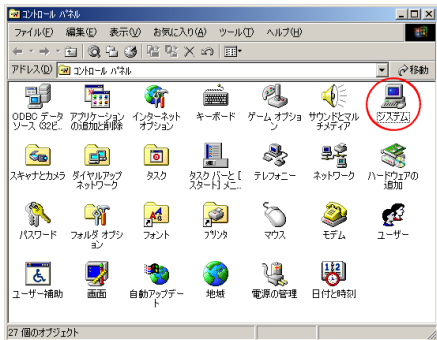 コントロール パネル
ファイル(F) 編集(E) 表示(V) お気に入り(A) ツール(T) ヘルプ(H)
アドレス(D) コントロール パネル 移動
ODBC データ アプリケーション インターネット キーボード ゲーム オプショ サウンドとマル システム
ソース (32ビ... の追加と削除 オプション ン チメディア
スキャナとカメラ ダイヤルアップ タスク タスク バーと [ テレフォニー ネットワーク ハードウェアの
ネットワーク スタート] メニ... 追加
パスワード フォルダ オプシ フォント プリンタ マウス モデム ユーザー
ョン
ユーザー補助 画面 自動アップデー 地域 電源の管理 日付と時刻
ト
27 個のオブジェクト